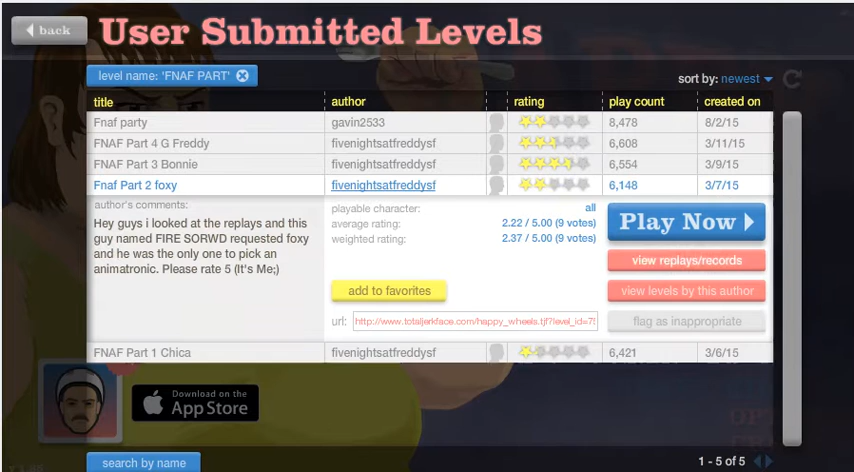 back
User Submitted Levels
level name: 'FNAF PART'
sort by: newest
title author rating play count created on
Fnaf party gavin2533 8,478 8/2/15
FNAF Part 4 G Freddy fivenightsatfreddysf 6,608 3/11/15
FNAF Part 3 Bonnie fivenightsatfreddysf 6,554 3/9/15
Fnaf Part 2 foxy fivenightsatfreddysf 6,148 3/7/15
author's comments:
Hey guys i looked at the replays and this
guy named FIRE SORWD requested foxy
and he was the only to pick an
animatronic. Please rate 5 (It's Me;)
playable character: all
average rating: 2.22 / 5.00 (9 votes)
weighted rating: 2.37 / 5.00 (9 votes)
add to favorites
url: http://www.totaljerkface.com/happy_wheels.tjf?level_id=7
Play Now
view replays/records
view levels by this author
flag as inappropriate
FNAF Part 1 Chica fivenightsatfreddysf 6,421 3/6/15
Download on the
App Store
search by name
1 - 5 of 5